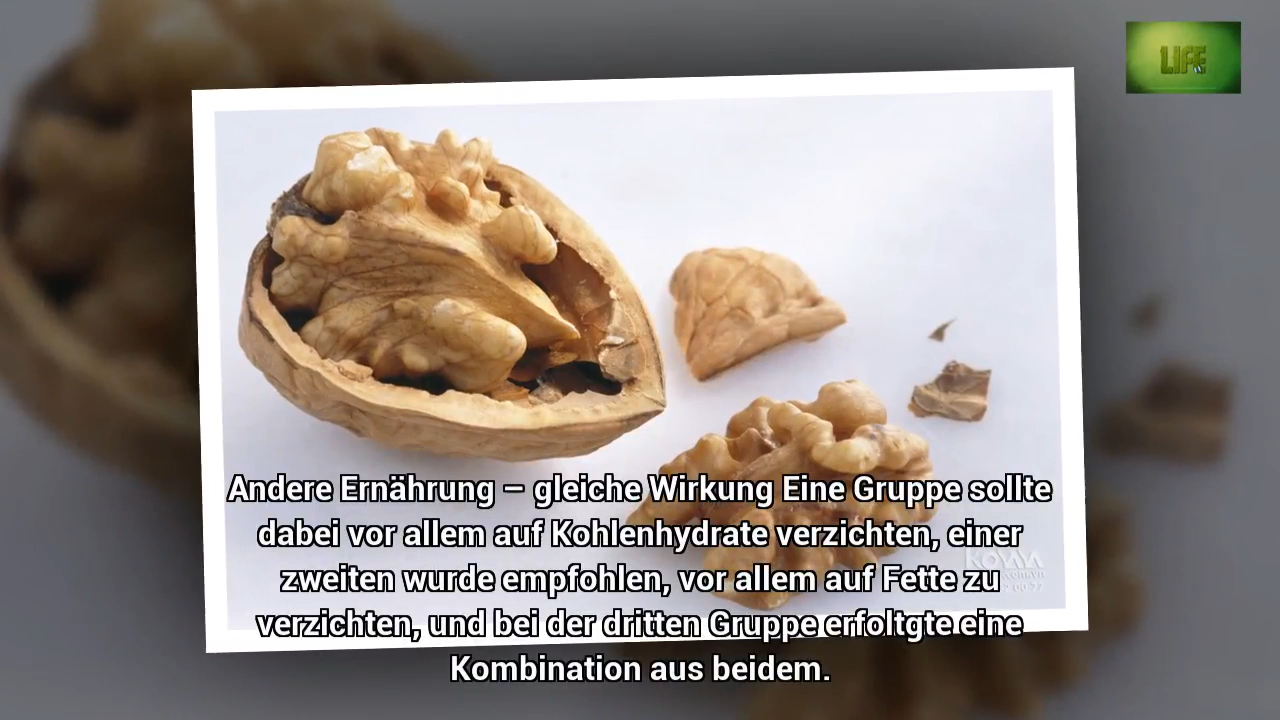 LIFE
Andere Ernährung – gleiche Wirkung Eine Gruppe sollte
dabei vor allem auf Kohlenhydrate verzichten, einer
zweiten wurde empfohlen, vor allem auf Fette zu
verzichten, und bei der dritten Gruppe erfoltgte eine
Kombination aus beidem.